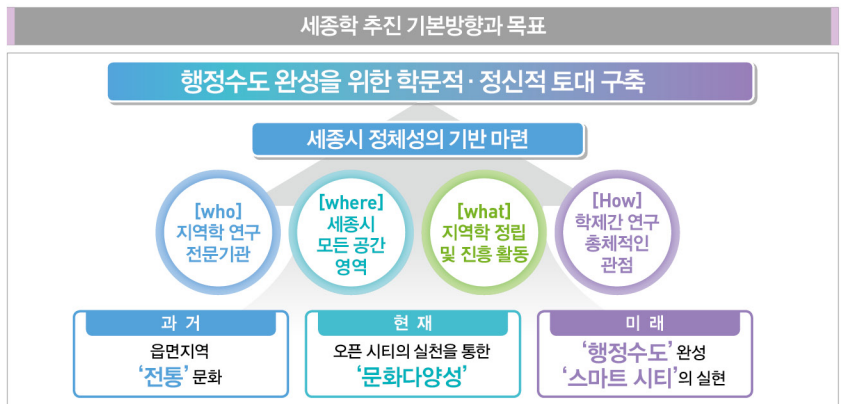 세종학 추진 기본방향과 목표
행정수도 완성을 위한 학문적·정신적 토대 구축
세종시 정체성의 기반 마련
[who]
지역학 연구
전문기관
[where]
세종시
모든 공간
영역
[what]
지역학 정립
및 진흥 활동
[How]
학제간 연구
총체적인
관점
과 거
읍면지역
‘전통’ 문화
현 재
오픈 시티의 실천을 통한
‘문화다양성’
미 래
‘행정수도’ 완성
‘스마트 시티’의 실현